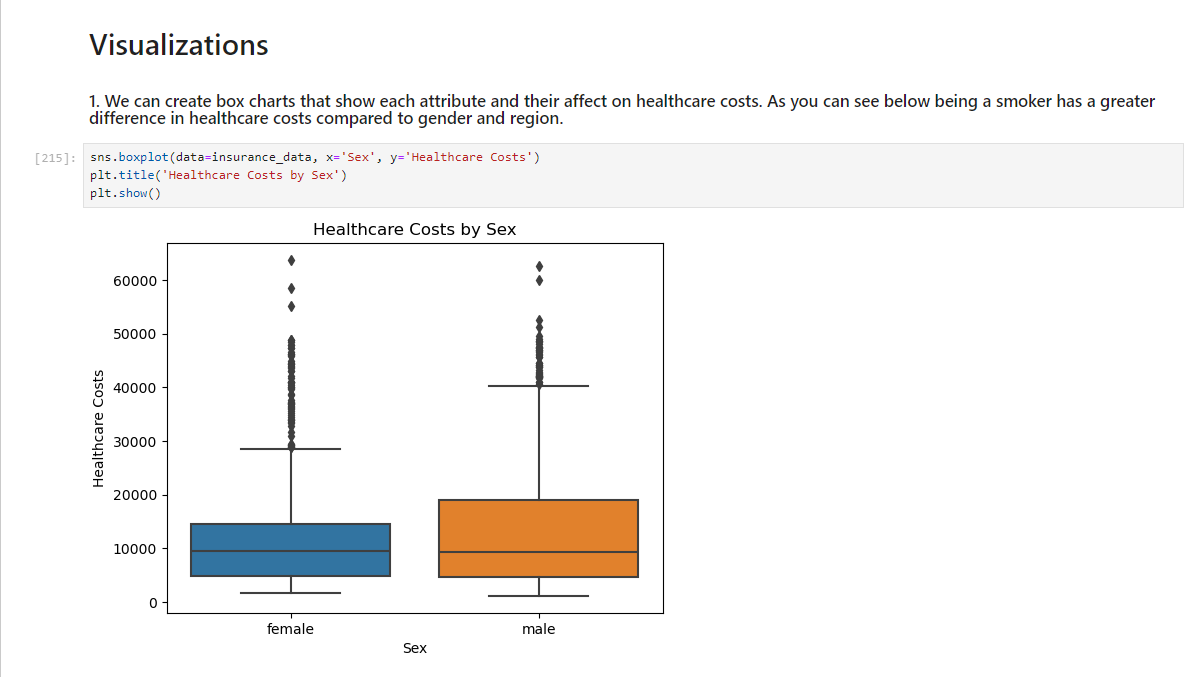 Visualizations
1. We can create box charts that show each attribute and their affect on healthcare costs. As you can see below being a smoker has a greater
difference in healthcare costs compared to gender and region.
[215]:
sns.boxplot(data=insurance_data, x='Sex', y='Healthcare Costs')
plt.title('Healthcare Costs by Sex')
plt.show()
Healthcare Costs by Sex
Healthcare Costs
60000
50000
40000
30000
20000
10000
0
female male
Sex